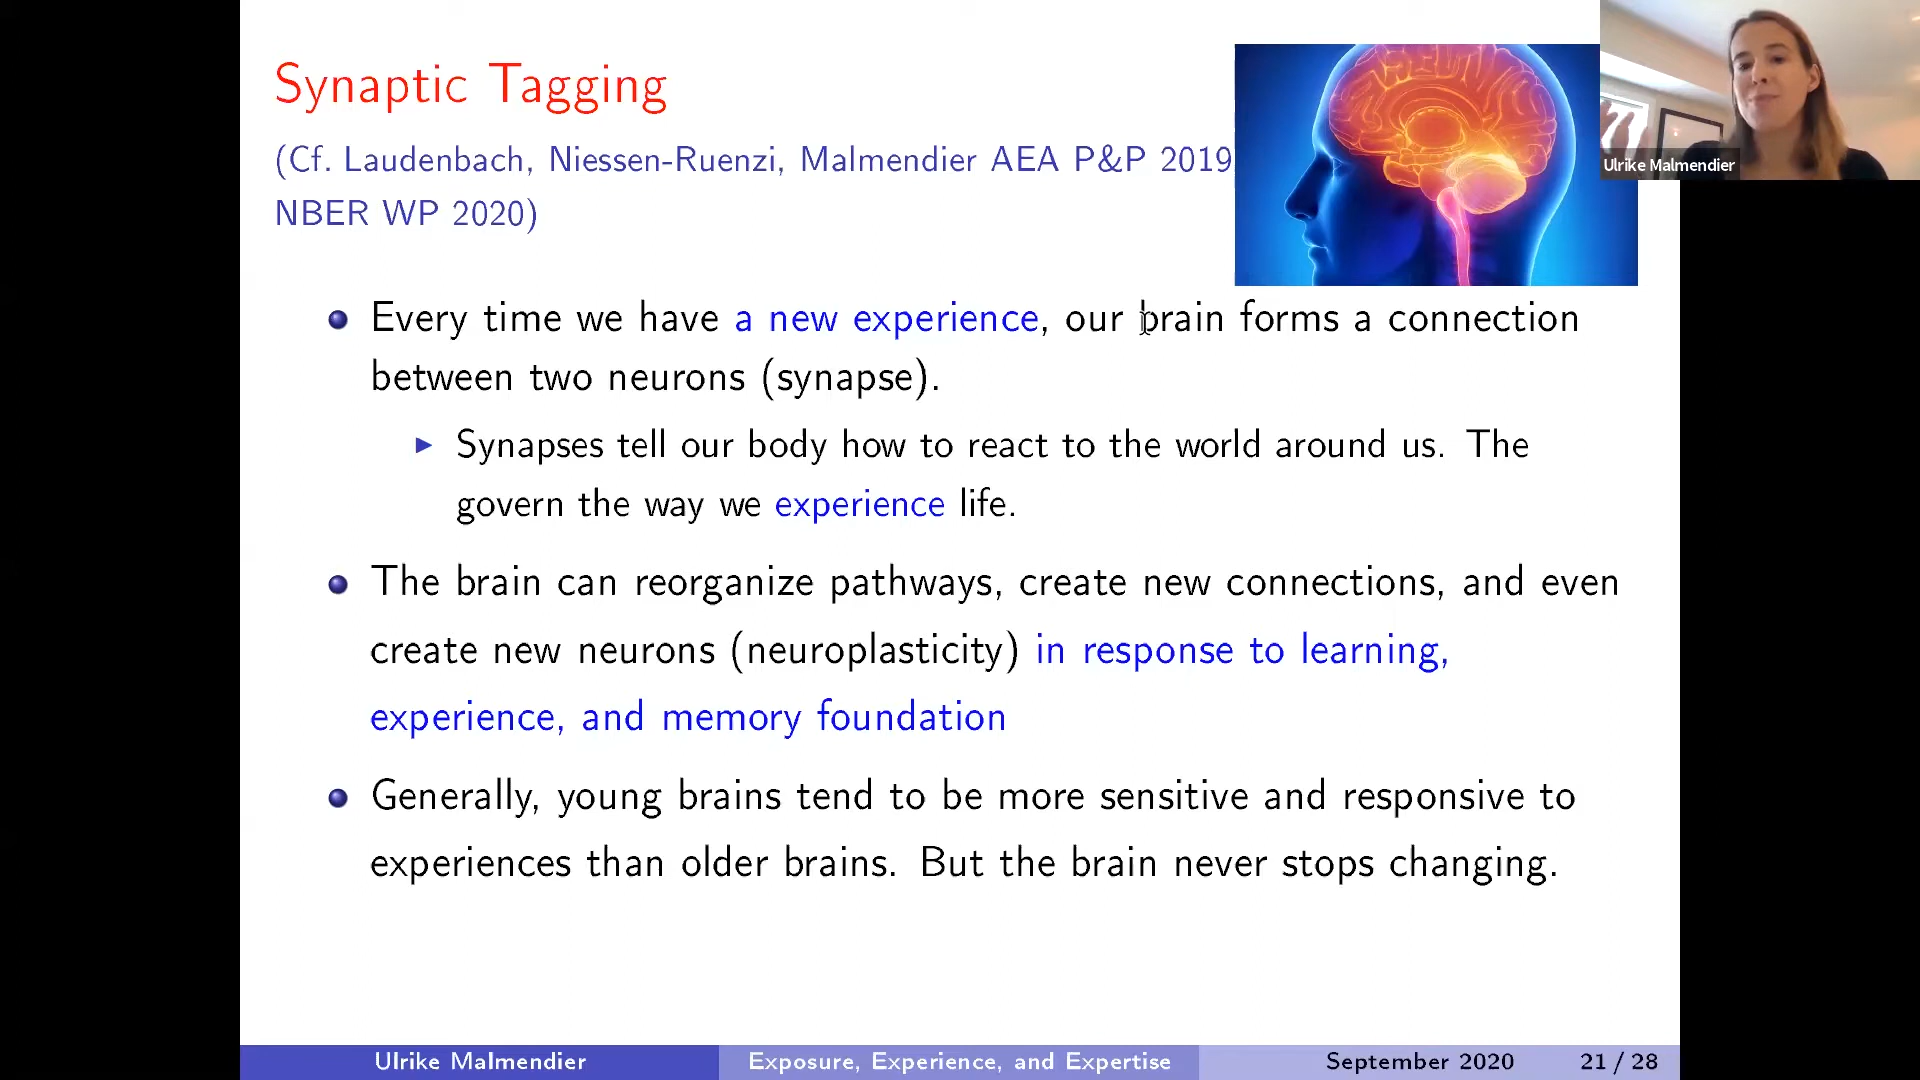 Synaptic Tagging
(Cf. Laudenbach, Niessen-Ruenzi, Malmendier AEA P&P 2019
NBER WP 2020)
Ulrike Malmendier
Every time we have a new experience, our brain forms a connection
between two neurons (synapse).
Synapses tell our body how to react to the world around us. The
govern the way we experience life.
The brain can reorganize pathways, create new connections, and even
create new neurons (neuroplasticity) in response to learning,
experience, and memory foundation
Generally, young brains tend to be more sensitive and responsive to
experiences than older brains. But the brain never stops changing.
Ulrike Malmendier Exposure, Experience, and Expertise September 2020 21 / 28